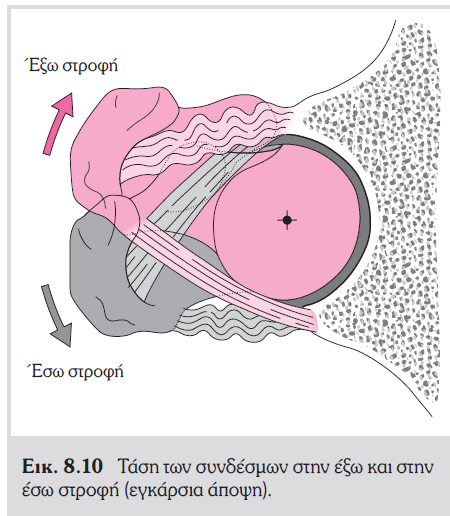 Έξω στροφή
Έσω στροφή
Εικ. 8.10 Τάση των συνδέσμων στην έξω και στην
έσω στροφή (εγκάρσια άποψη).